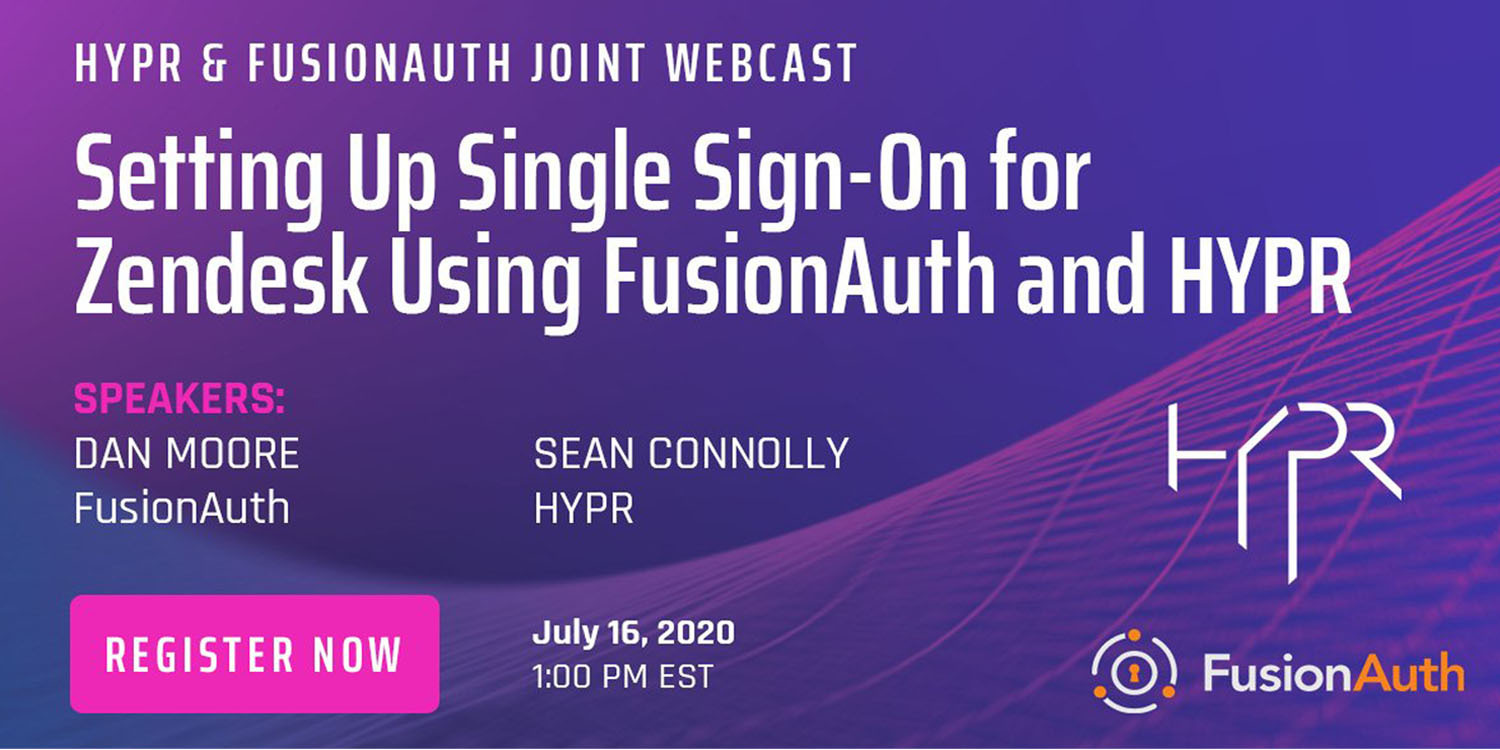 HYPR & FUSIONAUTH JOINT WEBCAST
Setting Up Single Sign-On for
Zendesk Using FusionAuth and HYPR
SPEAKERS:
DAN MOORE
FusionAuth
SEAN CONNOLLY
HYPR
HYPR
REGISTER NOW
July 16, 2020
1:00 PM EST
FusionAuth